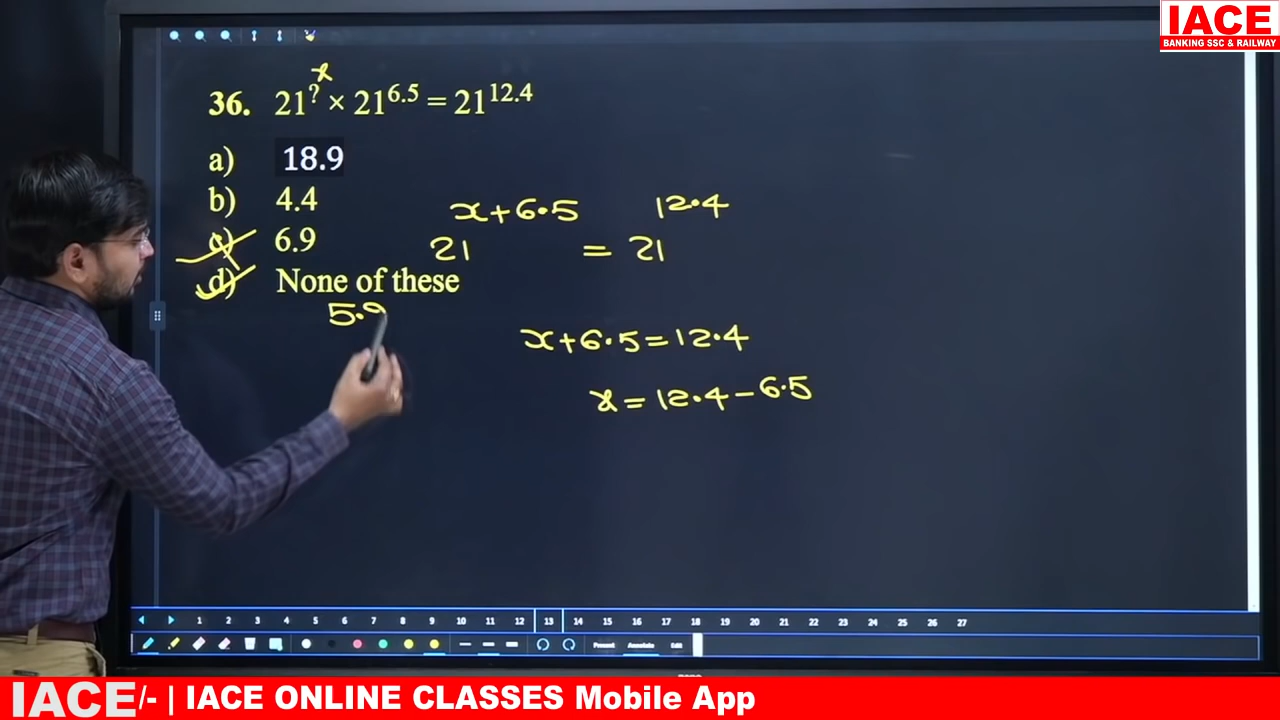 IACE
BANKING SSC & RAILWAY
x
36. 21^? × 21^6.5 = 21^12.4
a) 18.9
b) 4.4
c) 6.9
d) None of these
5.9
21^x+6.5 = 21^12.4
x+6.5=12.4
x=12.4-6.5
1 2 3 4 5 6 7 8 9 10 11 12 13 14 15 16 17 18 19 20 21 22 23 24 25 26 27
Present Annotate Edit
IACE/- | IACE ONLINE CLASSES Mobile App